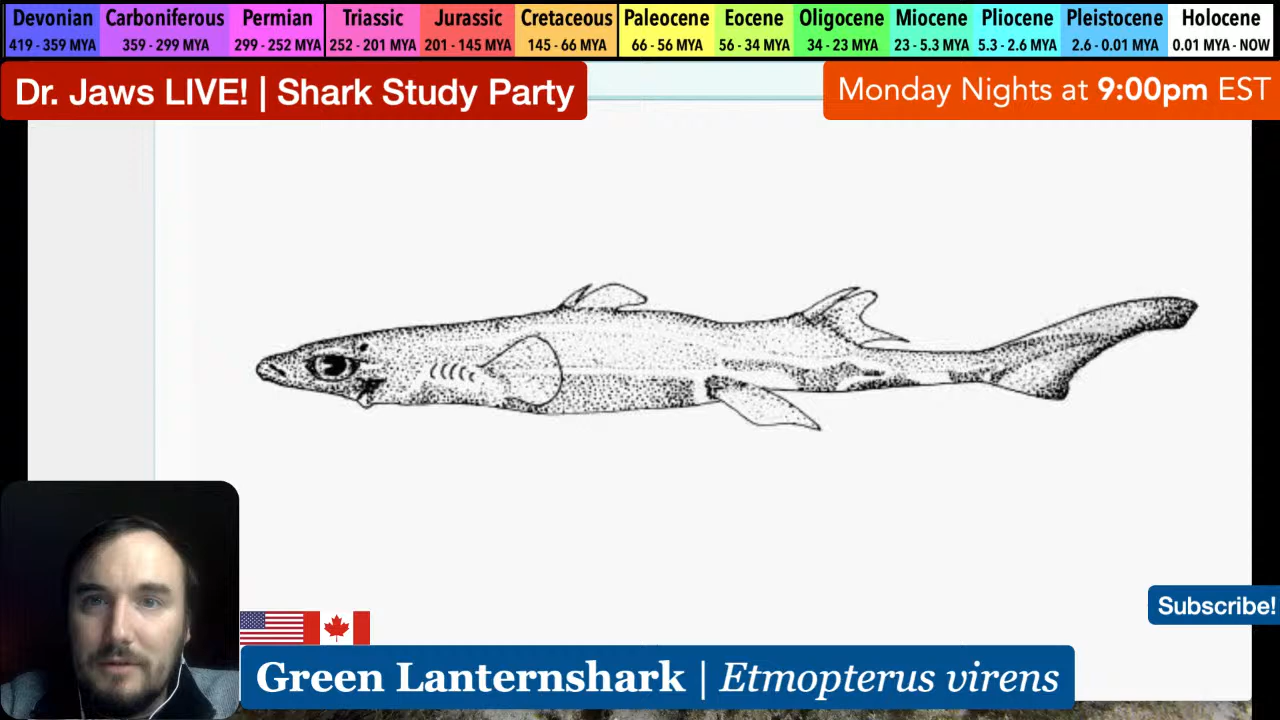 Devonian Carboniferous Permian Triassic Jurassic Cretaceous Paleocene Eocene Oligocene Miocene Pliocene Pleistocene Holocene
419 - 359 MYA 359 - 299 MYA 299 - 252 MYA 252 - 201 MYA 201 - 145 MYA 145 - 66 MYA 66 - 56 MYA 56 - 34 MYA 34 - 23 MYA 23 - 5.3 MYA 5.3 - 2.6 MYA 2.6 - 0.01 MYA 0.01 MYA - NOW
Dr. Jaws LIVE! | Shark Study Party
Monday Nights at 9:00pm EST
Subscribe!
Green Lanternshark | Etmopterus virens